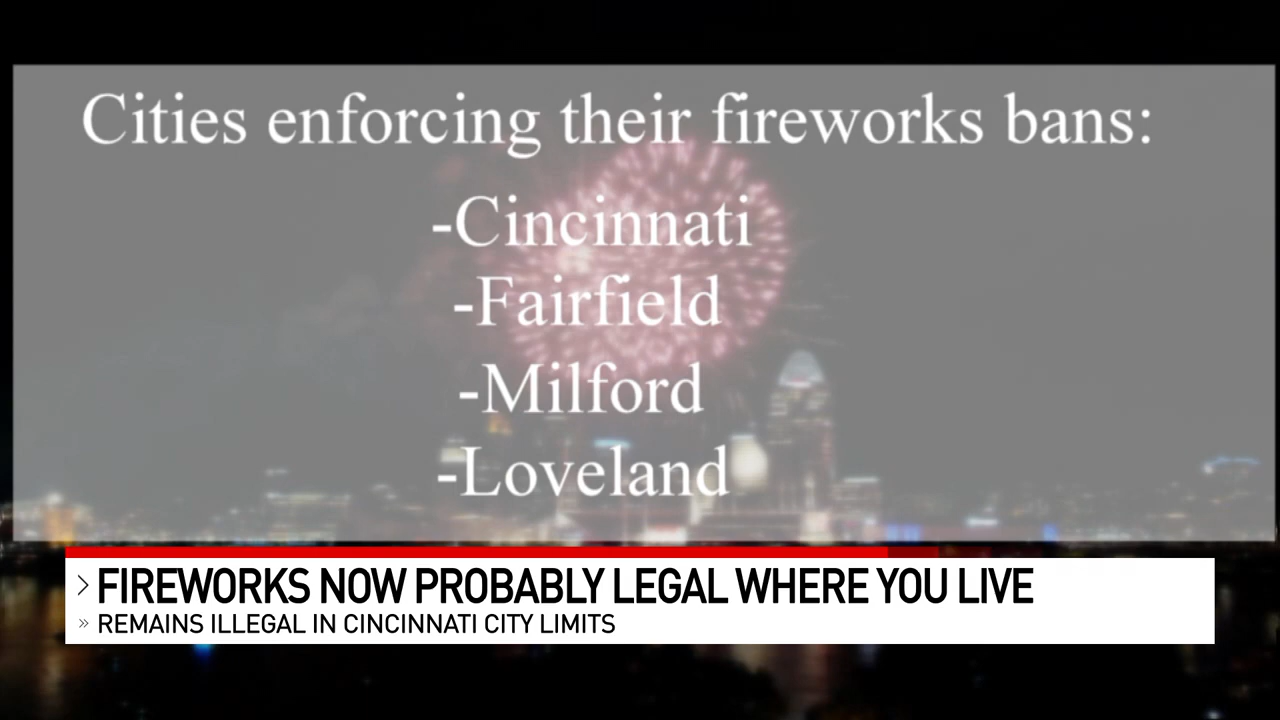 Cities enforcing their fireworks bans:
-Cincinnati
-Fairfield
-Milford
-Loveland
› FIREWORKS NOW PROBABLY LEGAL WHERE YOU LIVE
» REMAINS ILLEGAL IN CINCINNATI CITY LIMITS